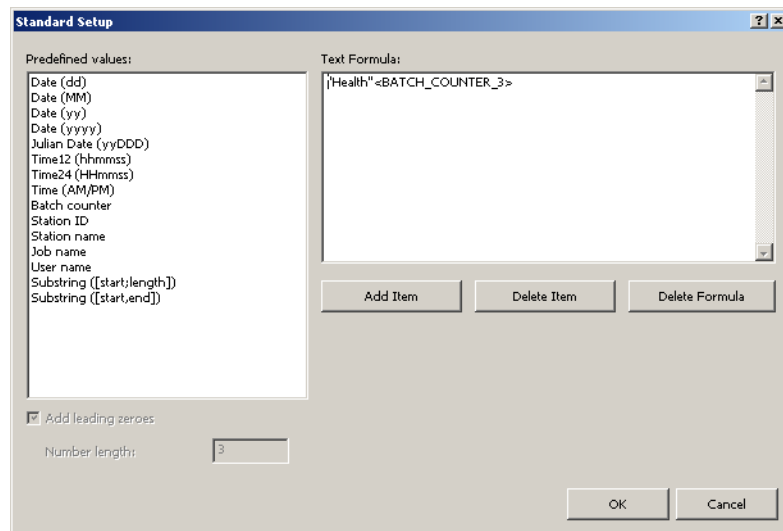 Standard Setup
Predefined values:
Date (dd)
Date (MM)
Date (yy)
Date (yyyy)
Julian Date (yyDDD)
Time12 (hhmmss)
Time24 (HHmmss)
Time (AM/PM)
Batch counter
Station ID
Station name
Job name
User name
Substring ([start;length])
Substring ([start,end])
Add leading zeroes
Number length:
3
Text Formula:
"Health"<BATCH_COUNTER_3>
Add Item
Delete Item
Delete Formula
OK
Cancel